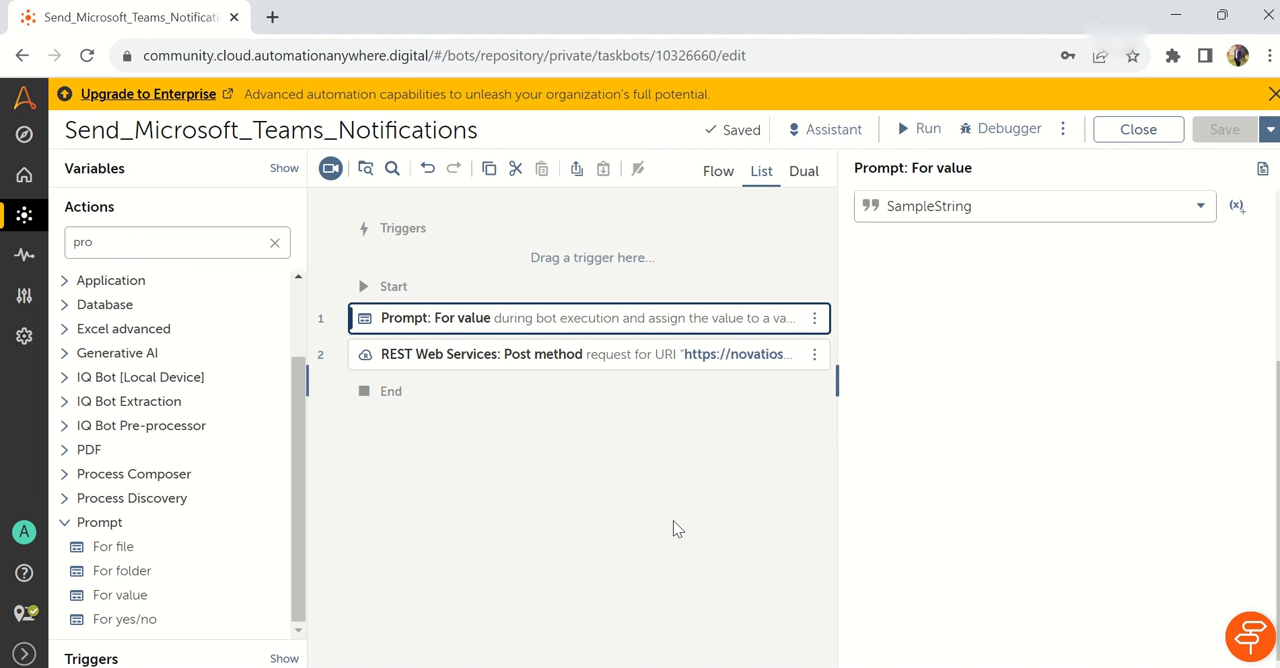 Send_Microsoft_Teams_Notificati
community.cloud.automationanywhere.digital/#/bots/repository/private/taskbots/10326660/edit
Upgrade to Enterprise Advanced automation capabilities to unleash your organization's full potential.
Send_Microsoft_Teams_Notifications
Saved
Assistant
Run
Debugger
Close
Save
Variables
Show
Flow
List
Dual
Prompt: For value
Actions
pro
SampleString
(x)+
Application
Database
Excel advanced
Generative AI
IQ Bot [Local Device]
IQ Bot Extraction
IQ Bot Pre-processor
PDF
Process Composer
Process Discovery
Prompt
For file
For folder
For value
For yes/no
Triggers
Show
Triggers
Drag a trigger here...
Start
1 Prompt: For value during bot execution and assign the value to a va...
2 REST Web Services: Post method request for URI "https://novatios...
End
A